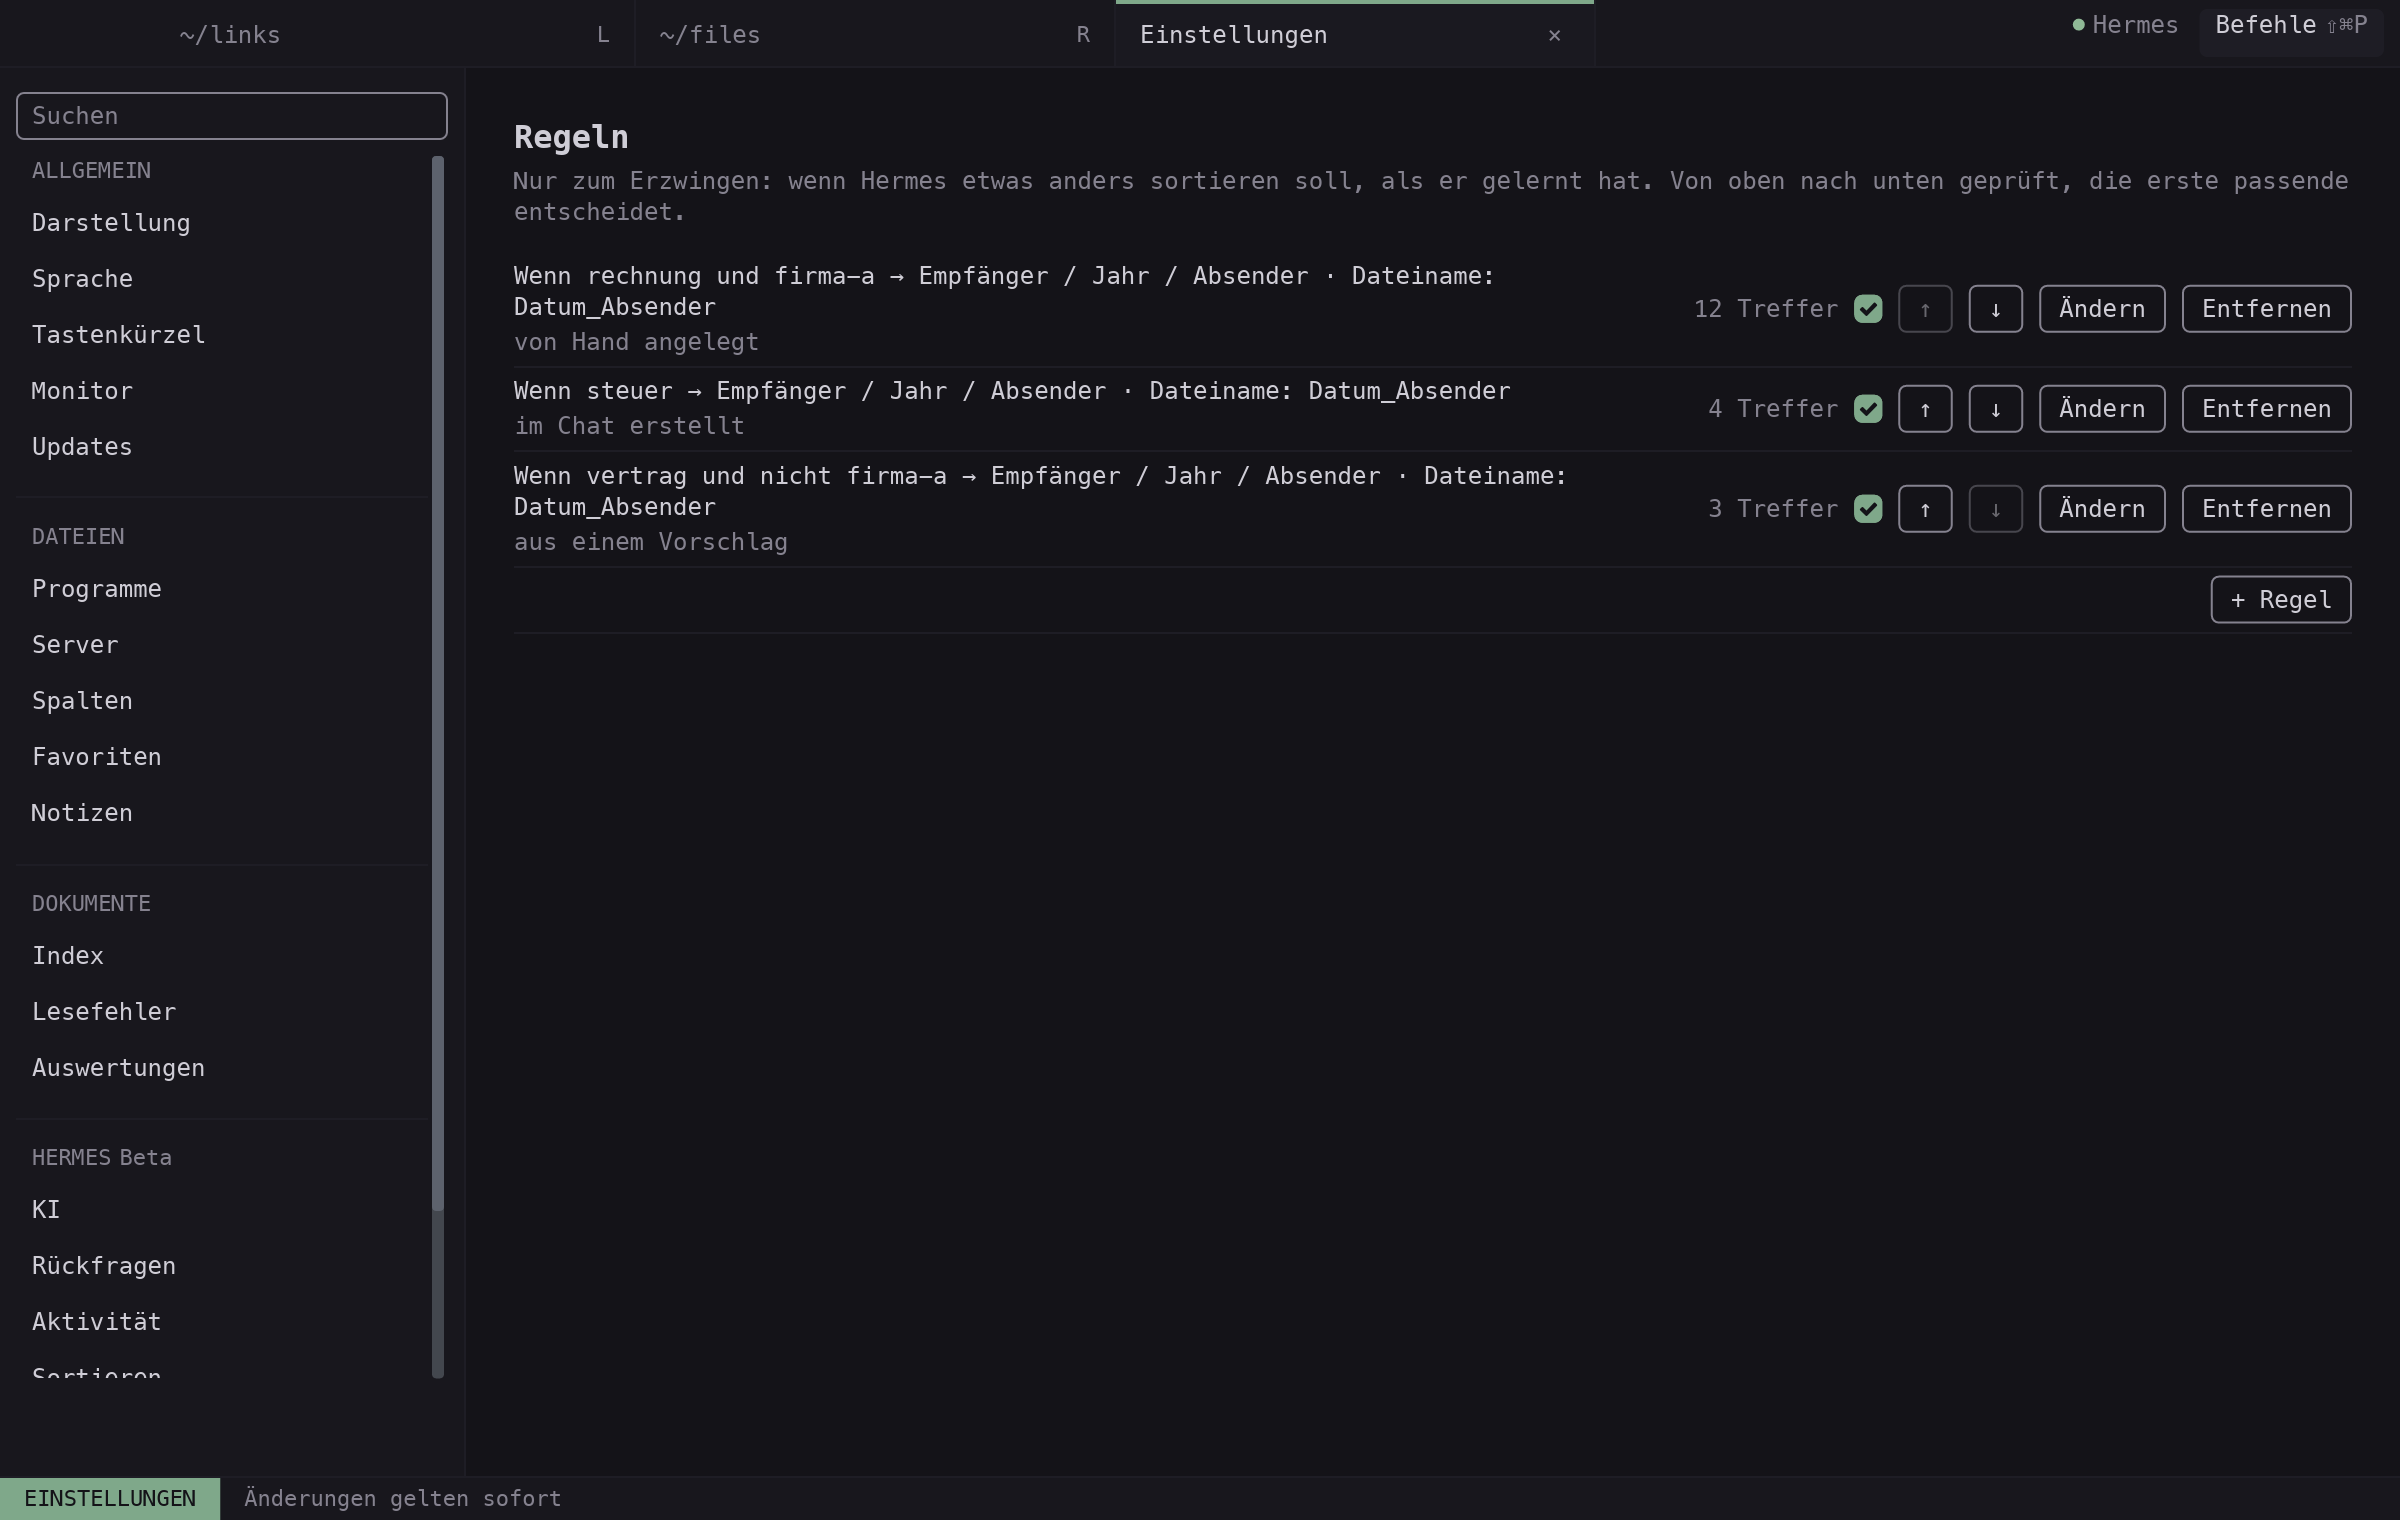 ~/links L ~/files R Einstellungen × Hermes Befehle ⇧⌘P
Suchen
ALLGEMEIN
Darstellung
Sprache
Tastenkürzel
Monitor
Updates
DATEIEN
Programme
Server
Spalten
Favoriten
Notizen
DOKUMENTE
Index
Lesefehler
Auswertungen
HERMES Beta
KI
Rückfragen
Aktivität
Sortieren
Regeln
Nur zum Erzwingen: wenn Hermes etwas anders sortieren soll, als er gelernt hat. Von oben nach unten geprüft, die erste passende
entscheidet.
Wenn rechnung und firma-a → Empfänger / Jahr / Absender · Dateiname:
Datum_Absender
von Hand angelegt
12 Treffer ↑ ↓ Ändern Entfernen
Wenn steuer → Empfänger / Jahr / Absender · Dateiname: Datum_Absender
im Chat erstellt
4 Treffer ↑ ↓ Ändern Entfernen
Wenn vertrag und nicht firma-a → Empfänger / Jahr / Absender · Dateiname:
Datum_Absender
aus einem Vorschlag
3 Treffer ↑ ↓ Ändern Entfernen
+ Regel
EINSTELLUNGEN Änderungen gelten sofort